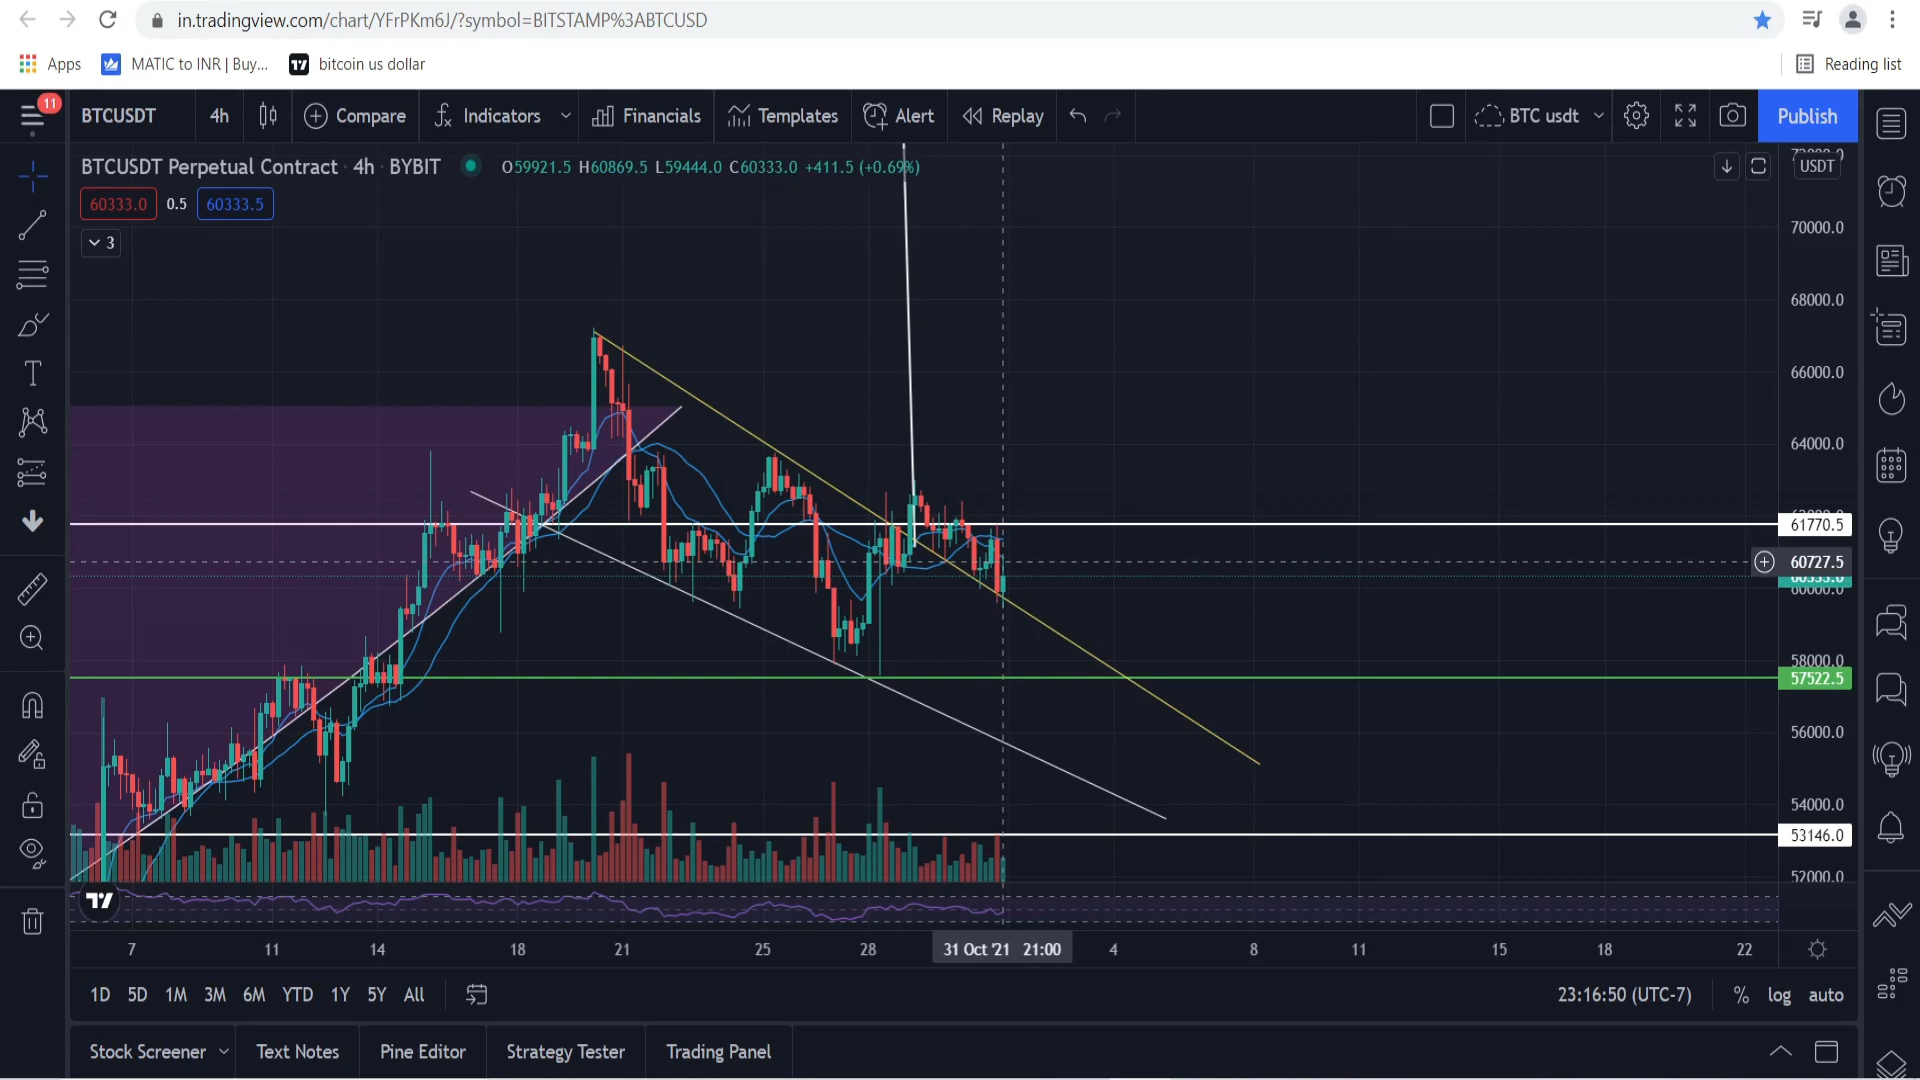 in.tradingview.com/chart/YFrPKm6J/?symbol=BITSTAMP%3ABTCUSD
Apps MATIC to INR | Buy... bitcoin us dollar Reading list
11 BTCUSDT 4h Compare Indicators Financials Templates Alert Replay BTC usdt Publish
BTCUSDT Perpetual Contract · 4h · BYBIT O59921.5 H60869.5 L59444.0 C60333.0 +411.5 (+0.69%) USDT
60333.0 0.5 60333.5
3
70000.0
68000.0
66000.0
64000.0
61770.5
60727.5
60333.0
60000.0
58000.0
57522.5
56000.0
54000.0
53146.0
52000.0
7 11 14 18 21 25 28 31 Oct '21 21:00 4 8 11 15 18 22
1D 5D 1M 3M 6M YTD 1Y 5Y All 23:16:50 (UTC-7) % log auto
Stock Screener Text Notes Pine Editor Strategy Tester Trading Panel